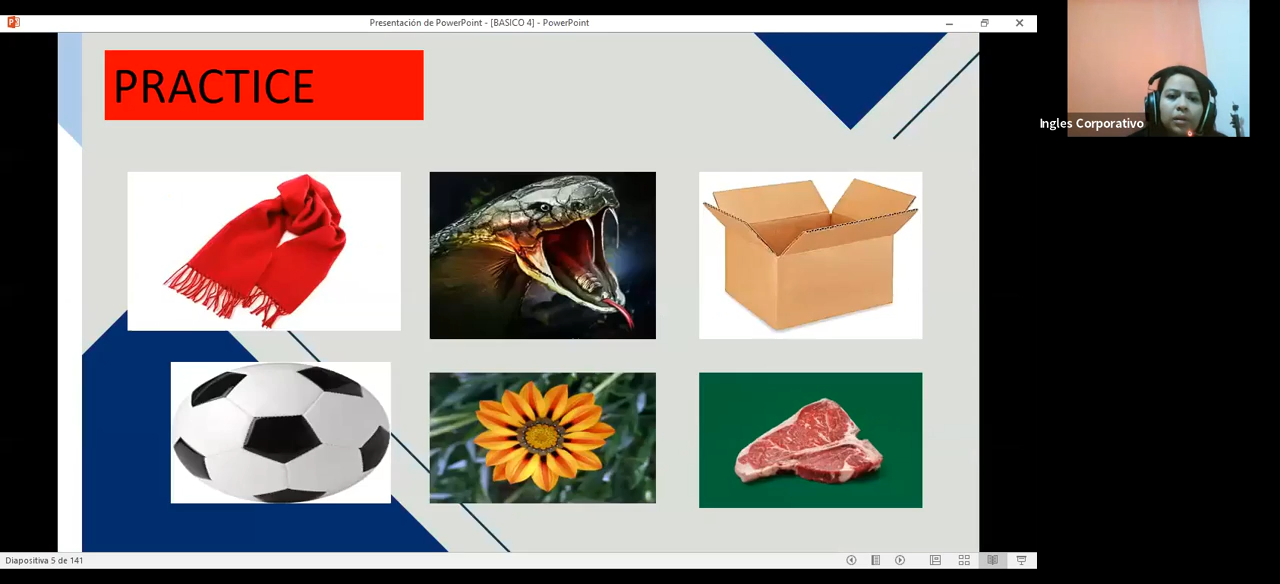 Presentación de PowerPoint - [BASICO 4] - PowerPoint
PRACTICE
Ingles Corporativo
Diapositiva 5 de 141